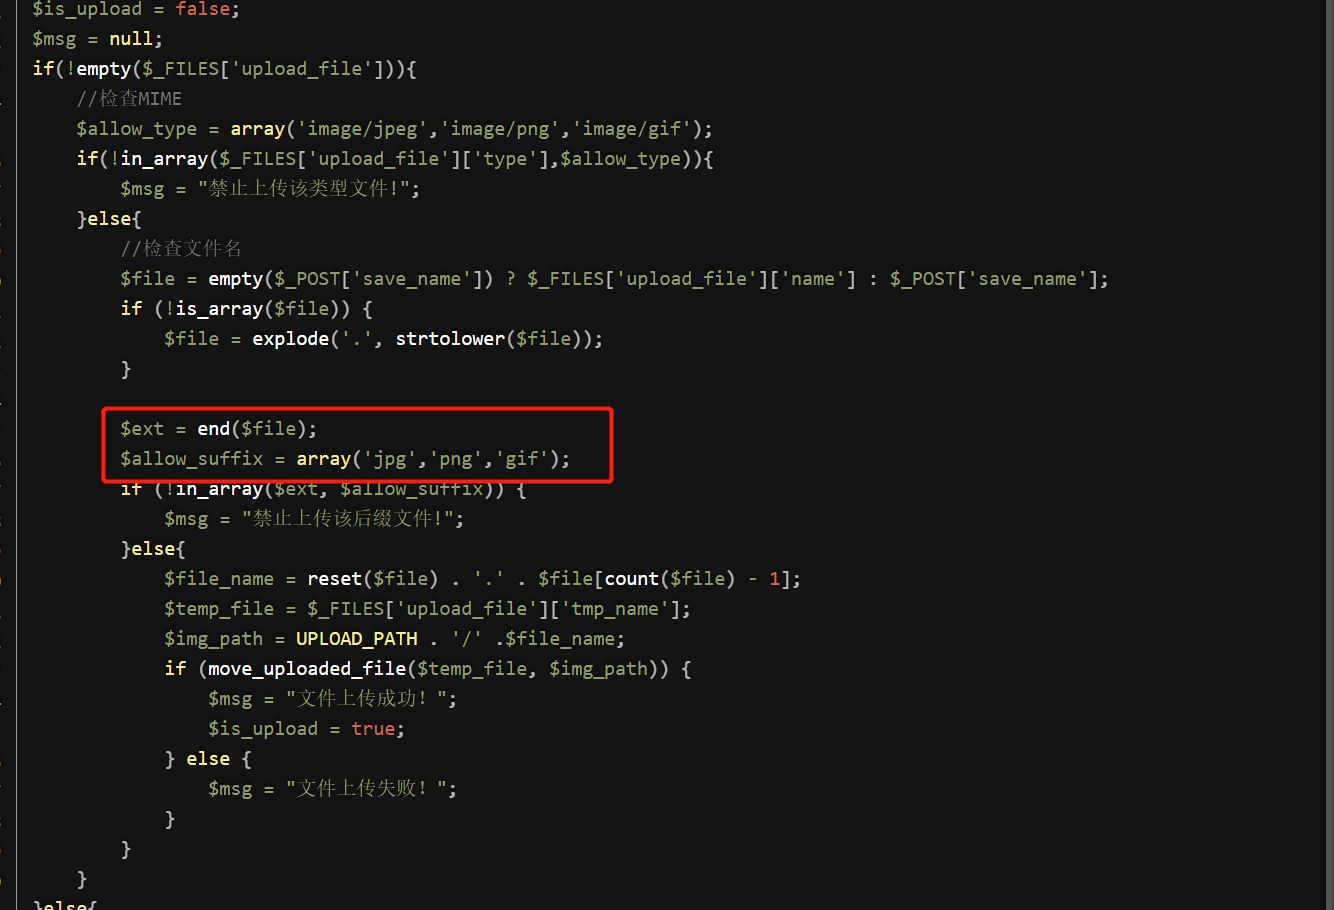 $is_upload = false;
$msg = null;
if(!empty($_FILES['upload_file'])){
//检查MIME
$allow_type = array('image/jpeg','image/png','image/gif');
if(!in_array($_FILES['upload_file']['type'],$allow_type)){
$msg = "禁止上传该类型文件!";
}else{
//检查文件名
$file = empty($_POST['save_name']) ? $_FILES['upload_file']['name'] : $_POST['save_name'];
if (!is_array($file)) {
$file = explode('.', strtolower($file));
}
$ext = end($file);
$allow_suffix = array('jpg','png','gif');
if (!in_array($ext, $allow_suffix)) {
$msg = "禁止上传该后缀文件!";
}else{
$file_name = reset($file) . '.' . $file[count($file) - 1];
$temp_file = $_FILES['upload_file']['tmp_name'];
$img_path = UPLOAD_PATH . '/' .$file_name;
if (move_uploaded_file($temp_file, $img_path)) {
$msg = "文件上传成功！";
$is_upload = true;
} else {
$msg = "文件上传失败！";
}
}
}
}else{